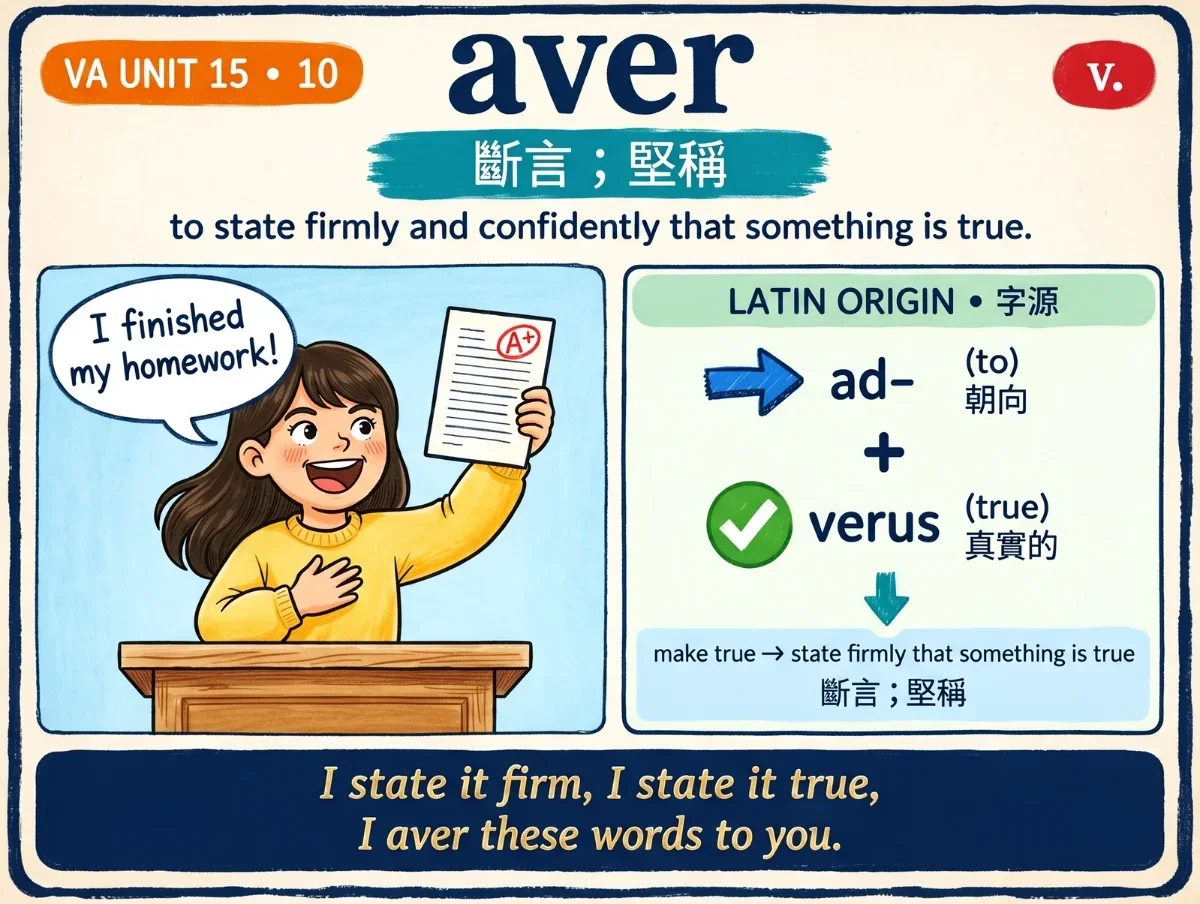 VA UNIT 15 • 10
aver
v.
斷言；堅稱
to state firmly and confidently that something is true.
I finished
my homework!
A+
LATIN ORIGIN • 字源
ad-
(to)
朝向
+
verus
(true)
真實的
make true → state firmly that something is true
斷言；堅稱
I state it firm, I state it true,
I aver these words to you.